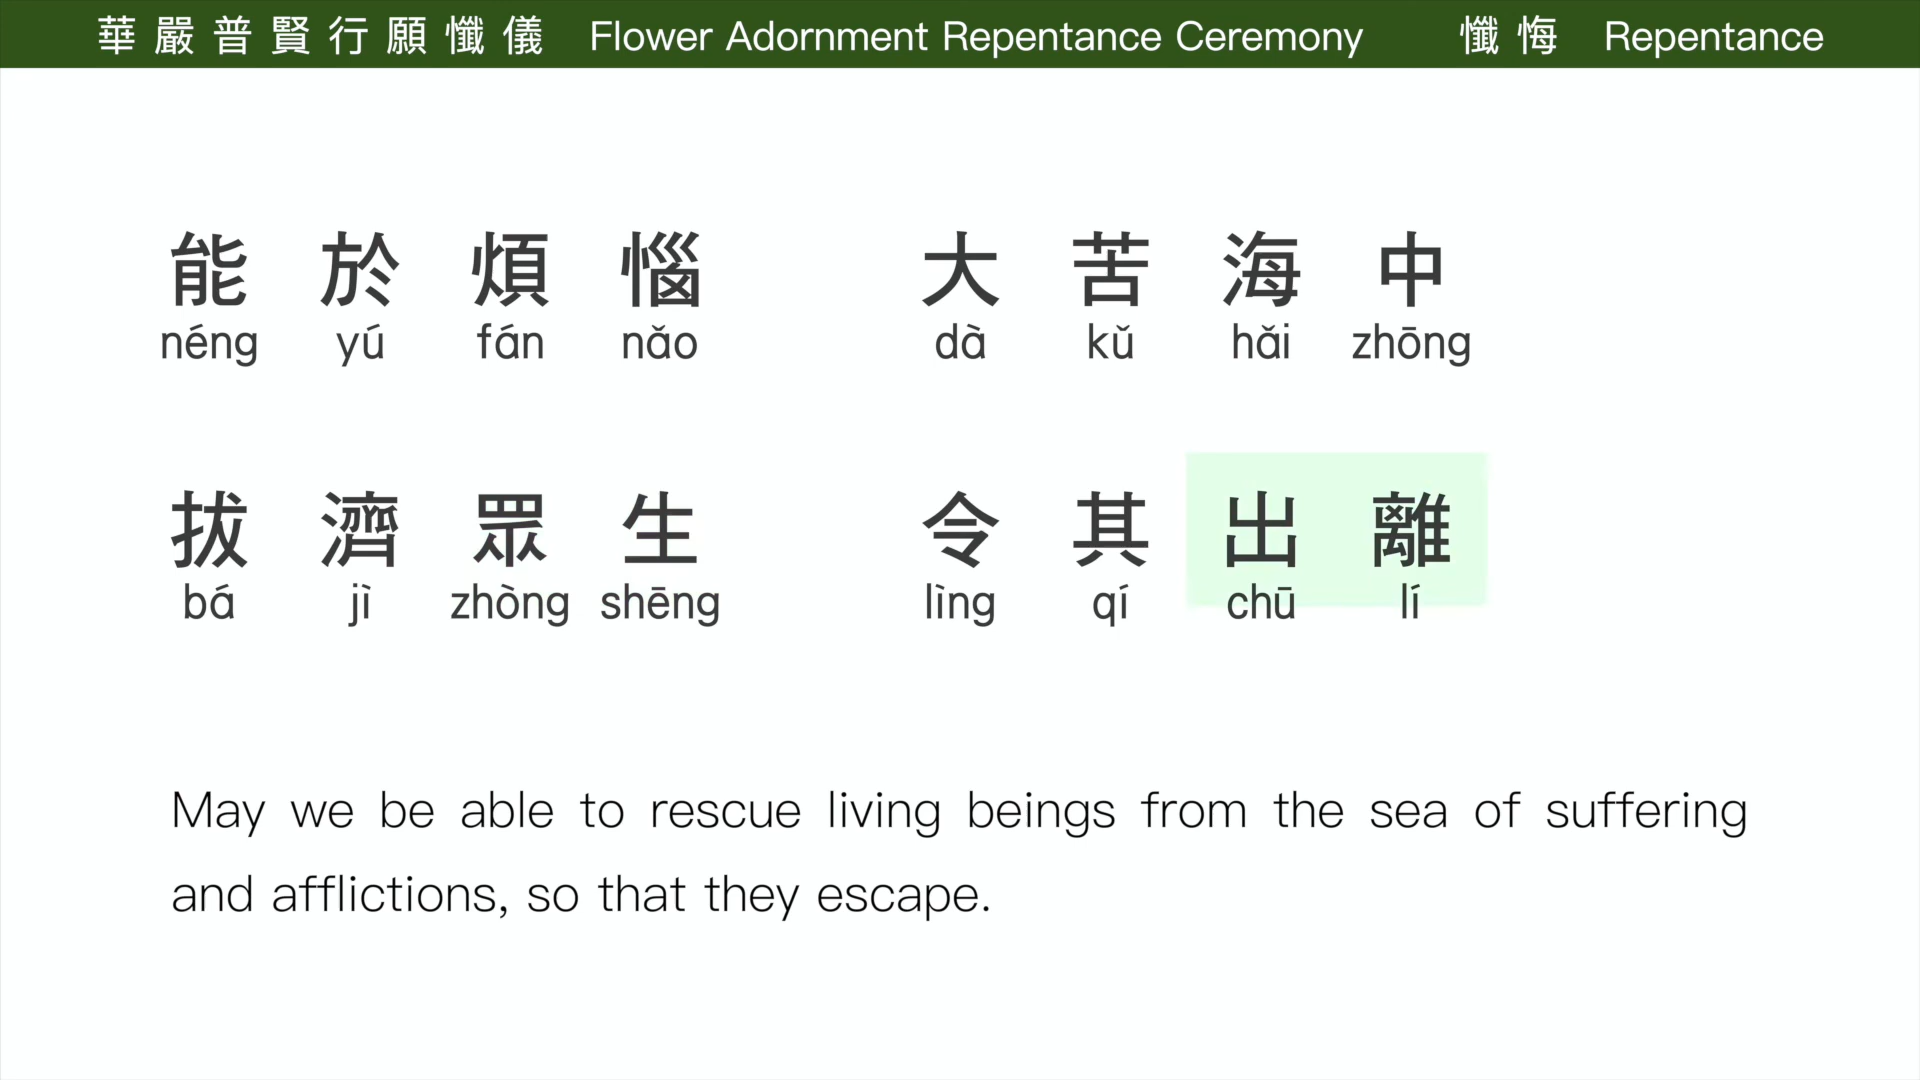 華嚴普賢行願懺儀 Flower Adornment Repentance Ceremony 懺悔 Repentance
能於煩惱 大苦海中
néng yú fán nǎo dà kǔ hǎi zhōng
拔濟眾生 令其出離
bá jì zhòng shēng lìng qí chū lí
May we be able to rescue living beings from the sea of suffering
and afflictions, so that they escape.